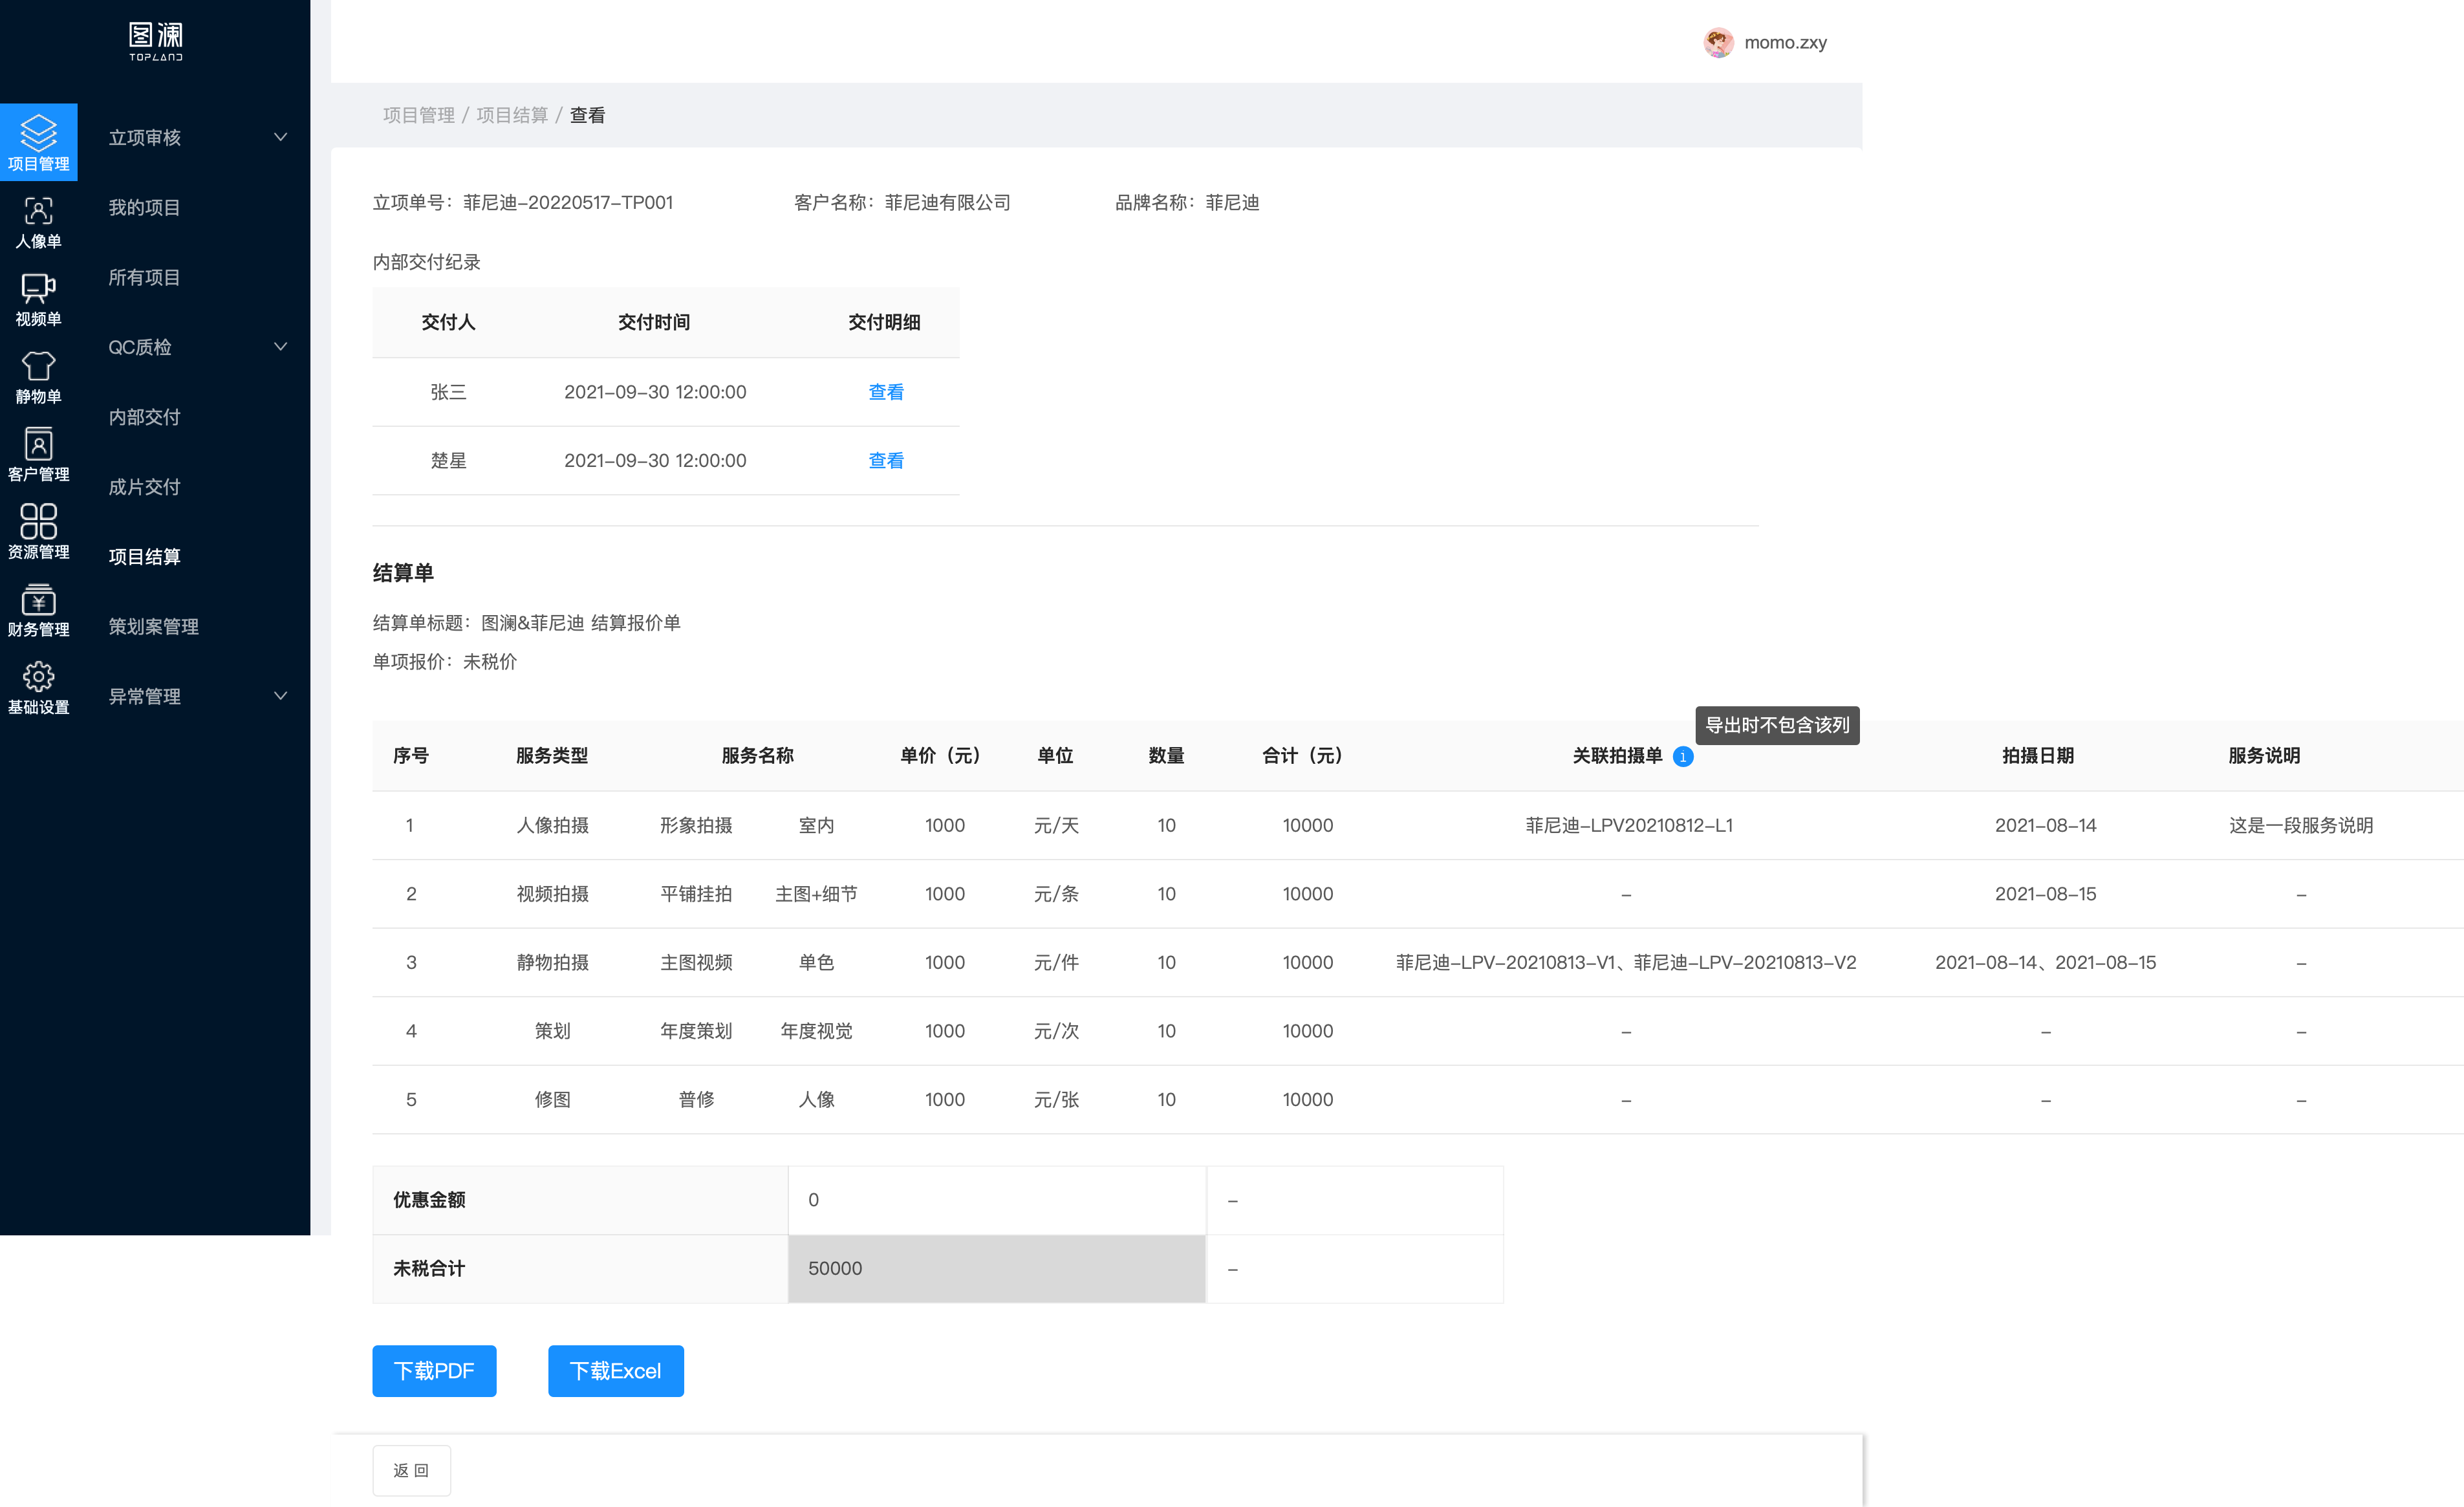 图澜
TOPLAND
momo.zxy
项目管理
人像单
视频单
静物单
客户管理
资源管理
财务管理
基础设置
立项审核
我的项目
所有项目
QC质检
内部交付
成片交付
项目结算
策划案管理
异常管理
项目管理 / 项目结算 / 查看
立项单号：菲尼迪-20220517-TP001 客户名称：菲尼迪有限公司 品牌名称：菲尼迪
内部交付纪录
交付人 交付时间 交付明细
张三 2021-09-30 12:00:00 查看
楚星 2021-09-30 12:00:00 查看
结算单
结算单标题：图澜&菲尼迪 结算报价单
单项报价：未税价
导出时不包含该列
序号 服务类型 服务名称 单价（元） 单位 数量 合计（元） 关联拍摄单 1 拍摄日期 服务说明
1 人像拍摄 形象拍摄 室内 1000 元/天 10 10000 菲尼迪-LPV20210812-L1 2021-08-14 这是一段服务说明
2 视频拍摄 平铺挂拍 主图+细节 1000 元/条 10 10000 - 2021-08-15 -
3 静物拍摄 主图视频 单色 1000 元/件 10 10000 菲尼迪-LPV-20210813-V1、菲尼迪-LPV-20210813-V2 2021-08-14、2021-08-15 -
4 策划 年度策划 年度视觉 1000 元/次 10 10000 - - -
5 修图 普修 人像 1000 元/张 10 10000 - - -
优惠金额 0 -
未税合计 50000 -
下载PDF 下载Excel
返 回